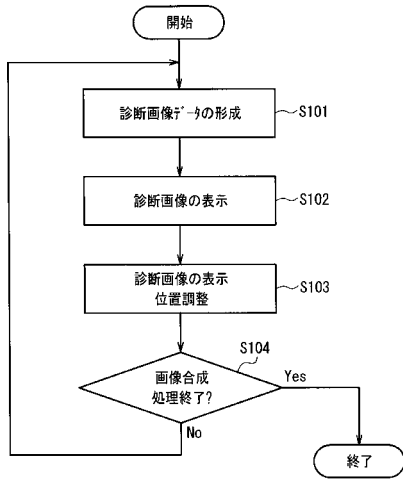 開始
診断画像データの形成
S101
診断画像の表示
S102
診断画像の表示
位置調整
S103
S104
画像合成
処理終了?
Yes
No
終了